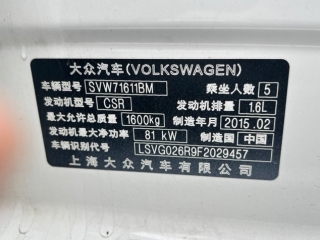 大众汽车(VOLKSWAGEN)
车辆型号 SVW71611BM 乘坐人数 5
发动机型号 CSR 发动机排量 1.6L
最大允许总质量 1600kg 制造年月 2015.02
发动机最大净功率 81 kW 制造国 中国
车辆识别代号 LSVG026R9F2029457
上海大众汽车有限公司